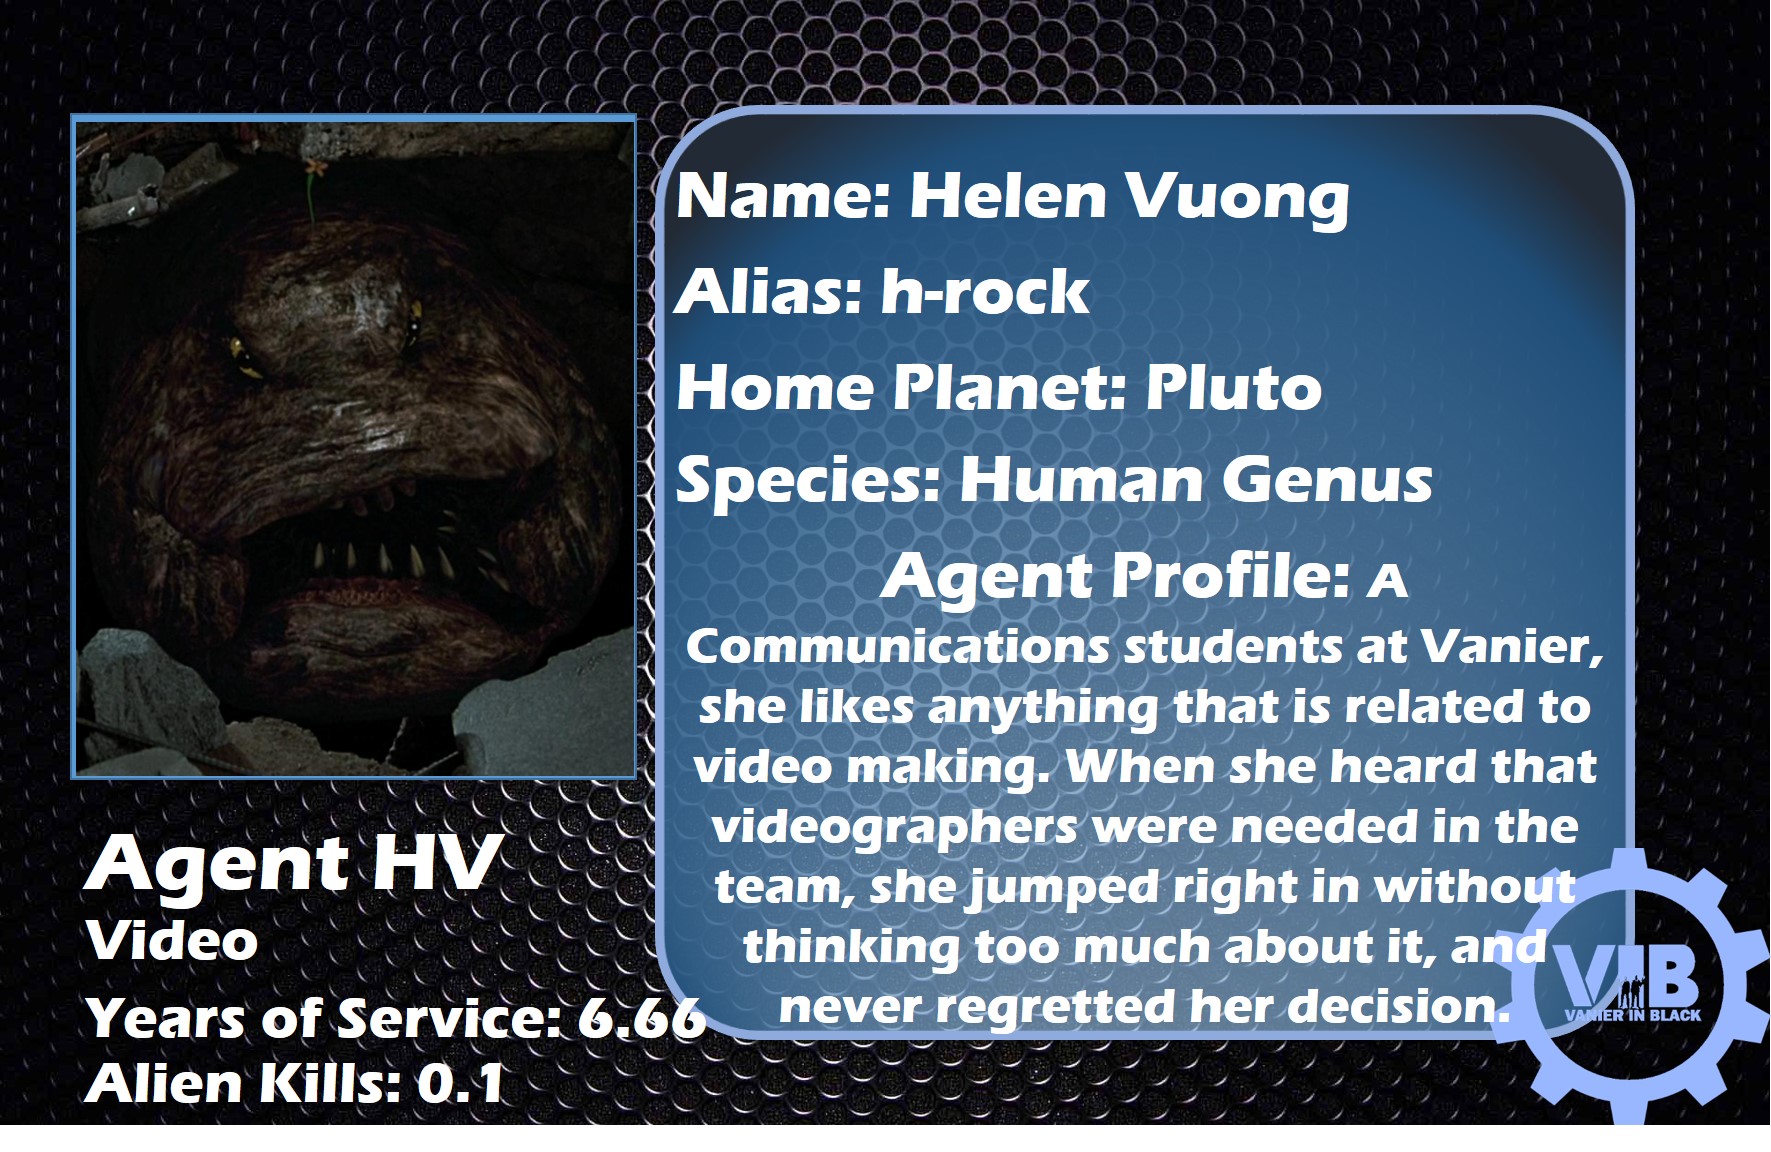 Name: Helen Vuong
Alias: h-rock
Home Planet: Pluto
Species: Human Genus
Agent Profile: A
Communications students at Vanier,
she likes anything that is related to
video making. When she heard that
videographers were needed in the
team, she jumped right in without
thinking too much about it, and
never regretted her decision.
Agent HV
Video
Years of Service: 6.66
Alien Kills: 0.1
VIB
VANIER IN BLACK